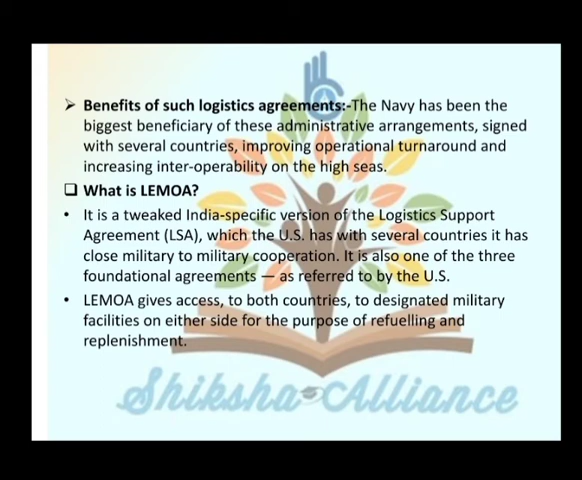 ➢ Benefits of such logistics agreements:-The Navy has been the
biggest beneficiary of these administrative arrangements, signed
with several countries, improving operational turnaround and
increasing inter-operability on the high seas.
❑ What is LEMOA?
• It is a tweaked India-specific version of the Logistics Support
Agreement (LSA), which the U.S. has with several countries it has
close military to military cooperation. It is also one of the three
foundational agreements — as referred to by the U.S.
• LEMOA gives access, to both countries, to designated military
facilities on either side for the purpose of refuelling and
replenishment.
Shiksha Alliance